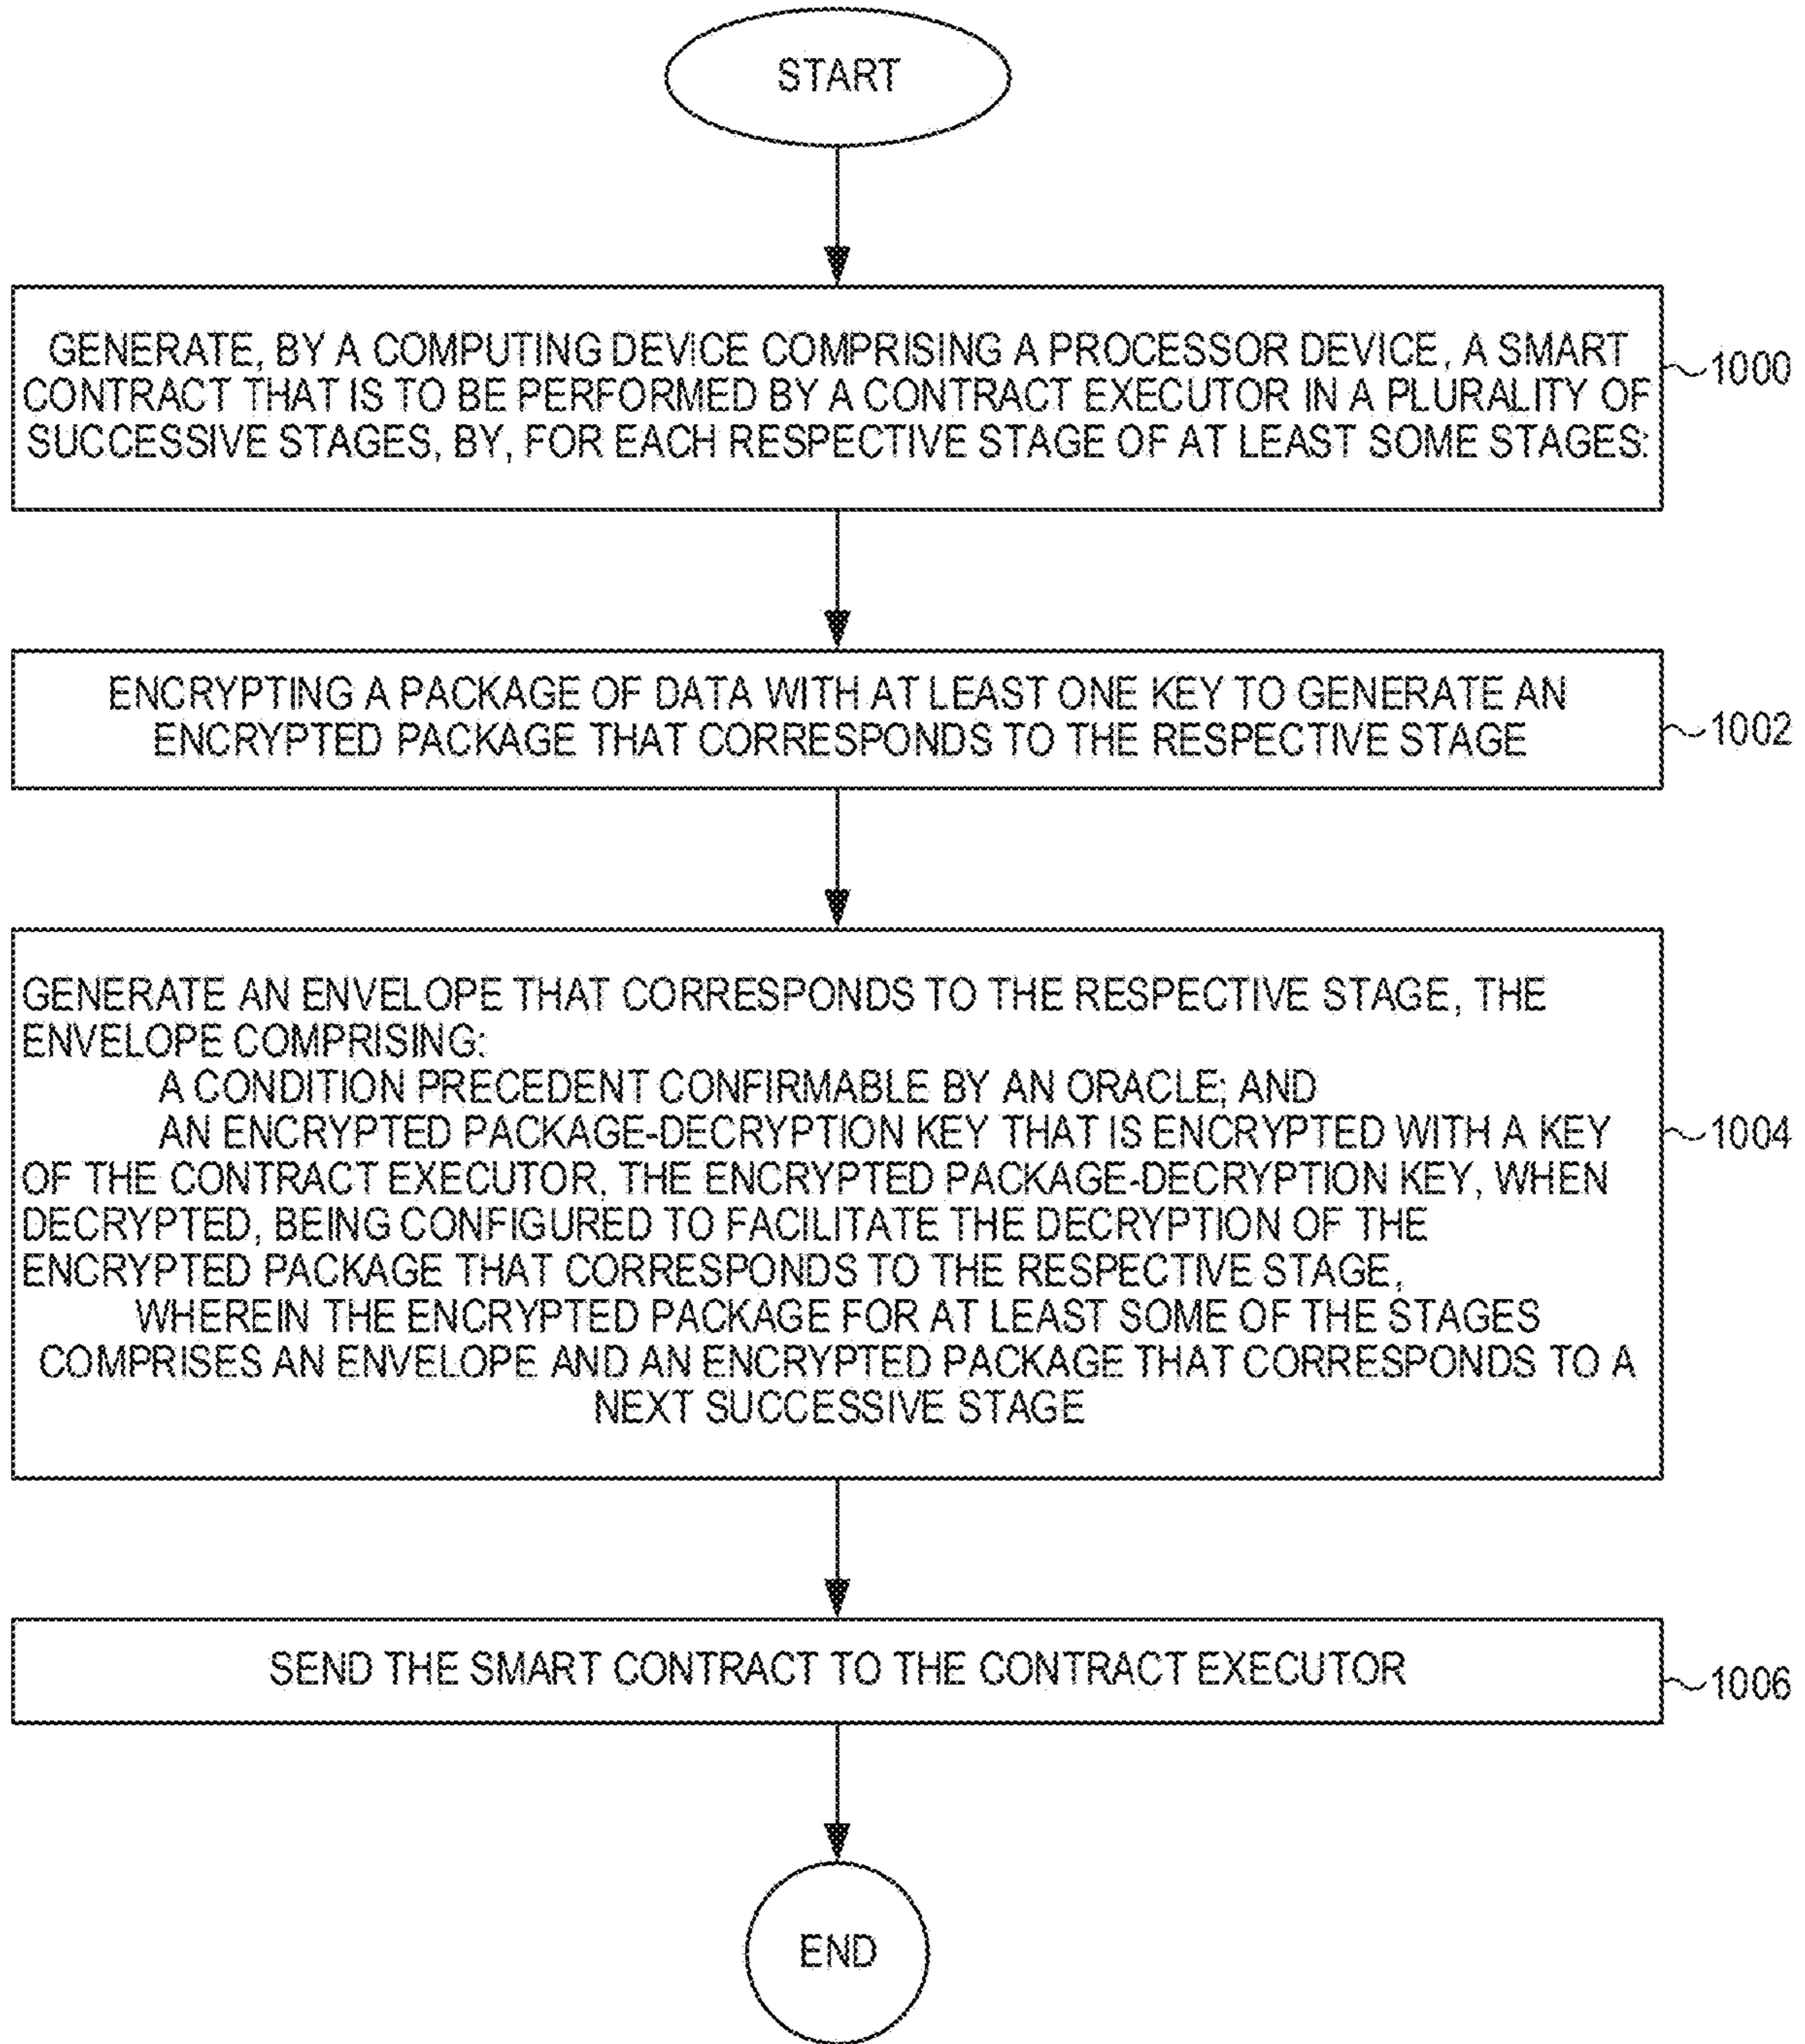 START
GENERATE, BY A COMPUTING DEVICE COMPRISING A PROCESSOR DEVICE, A SMART
CONTRACT THAT IS TO BE PERFORMED BY A CONTRACT EXECUTOR IN A PLURALITY OF
SUCCESSIVE STAGES, BY, FOR EACH RESPECTIVE STAGE OF AT LEAST SOME STAGES:
1000
ENCRYPTING A PACKAGE OF DATA WITH AT LEAST ONE KEY TO GENERATE AN
ENCRYPTED PACKAGE THAT CORRESPONDS TO THE RESPECTIVE STAGE
1002
GENERATE AN ENVELOPE THAT CORRESPONDS TO THE RESPECTIVE STAGE, THE
ENVELOPE COMPRISING:
A CONDITION PRECEDENT CONFIRMABLE BY AN ORACLE; AND
AN ENCRYPTED PACKAGE-DECRYPTION KEY THAT IS ENCRYPTED WITH A KEY
OF THE CONTRACT EXECUTOR, THE ENCRYPTED PACKAGE-DECRYPTION KEY, WHEN
DECRYPTED, BEING CONFIGURED TO FACILITATE THE DECRYPTION OF THE
ENCRYPTED PACKAGE THAT CORRESPONDS TO THE RESPECTIVE STAGE,
WHEREIN THE ENCRYPTED PACKAGE FOR AT LEAST SOME OF THE STAGES
COMPRISES AN ENVELOPE AND AN ENCRYPTED PACKAGE THAT CORRESPONDS TO A
NEXT SUCCESSIVE STAGE
1004
SEND THE SMART CONTRACT TO THE CONTRACT EXECUTOR
1006
END